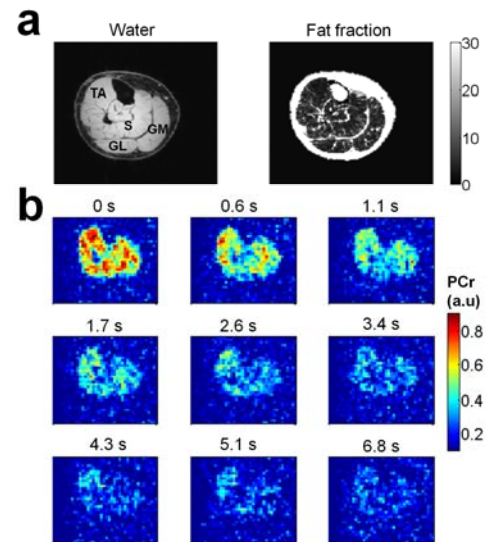 a
Water
Fat fraction
TA
S
GM
GL
30
20
10
0
b
0 s
0.6 s
1.1 s
PCr
(a.u)
1.7 s
2.6 s
3.4 s
0.8
0.6
0.4
0.2
4.3 s
5.1 s
6.8 s